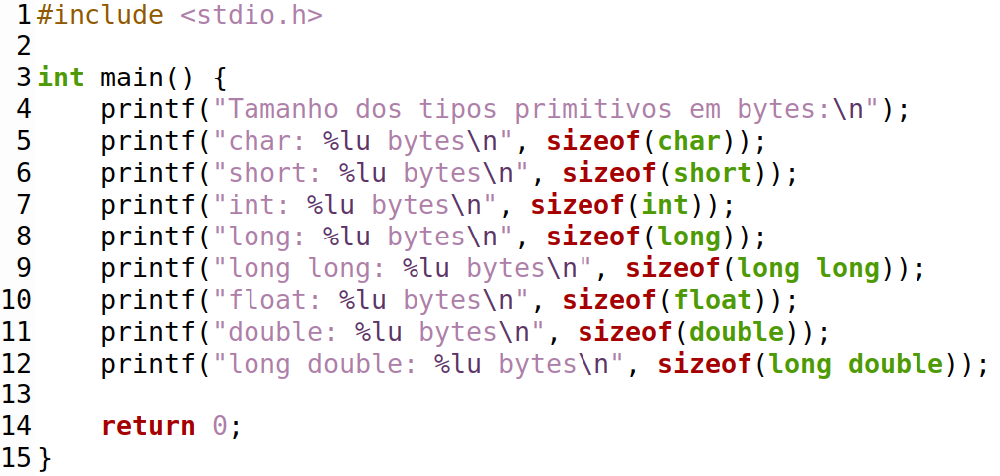 1 #include <stdio.h>
2
3 int main() {
4     printf("Tamanho dos tipos primitivos em bytes:\n");
5     printf("char: %lu bytes\n", sizeof(char));
6     printf("short: %lu bytes\n", sizeof(short));
7     printf("int: %lu bytes\n", sizeof(int));
8     printf("long: %lu bytes\n", sizeof(long));
9     printf("long long: %lu bytes\n", sizeof(long long));
10     printf("float: %lu bytes\n", sizeof(float));
11     printf("double: %lu bytes\n", sizeof(double));
12     printf("long double: %lu bytes\n", sizeof(long double));
13
14     return 0;
15 }